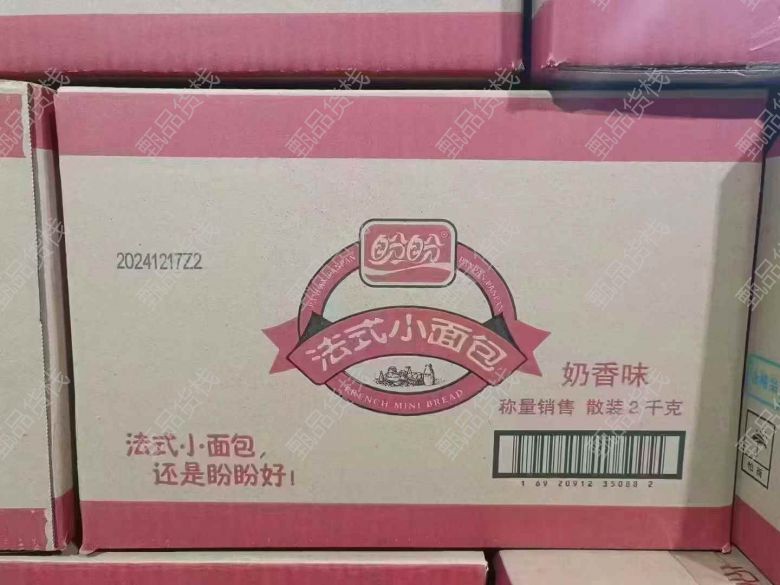 盼盼
20241217Z2
法式小面包
FRENCH MINI BREAD
奶香味
称量销售 散装2千克
法式·小·面包,
还是盼盼好!
1 69 20912 35088 2
甄品货栈